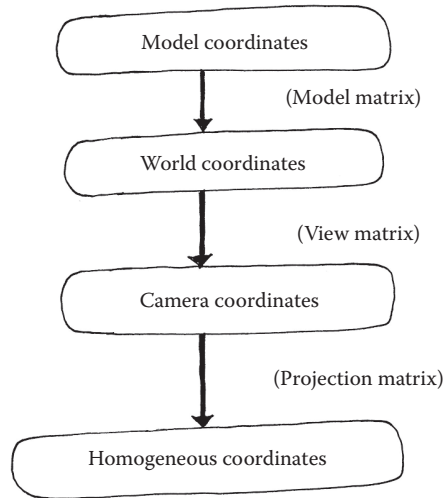 Model coordinates
(Model matrix)
World coordinates
(View matrix)
Camera coordinates
(Projection matrix)
Homogeneous coordinates